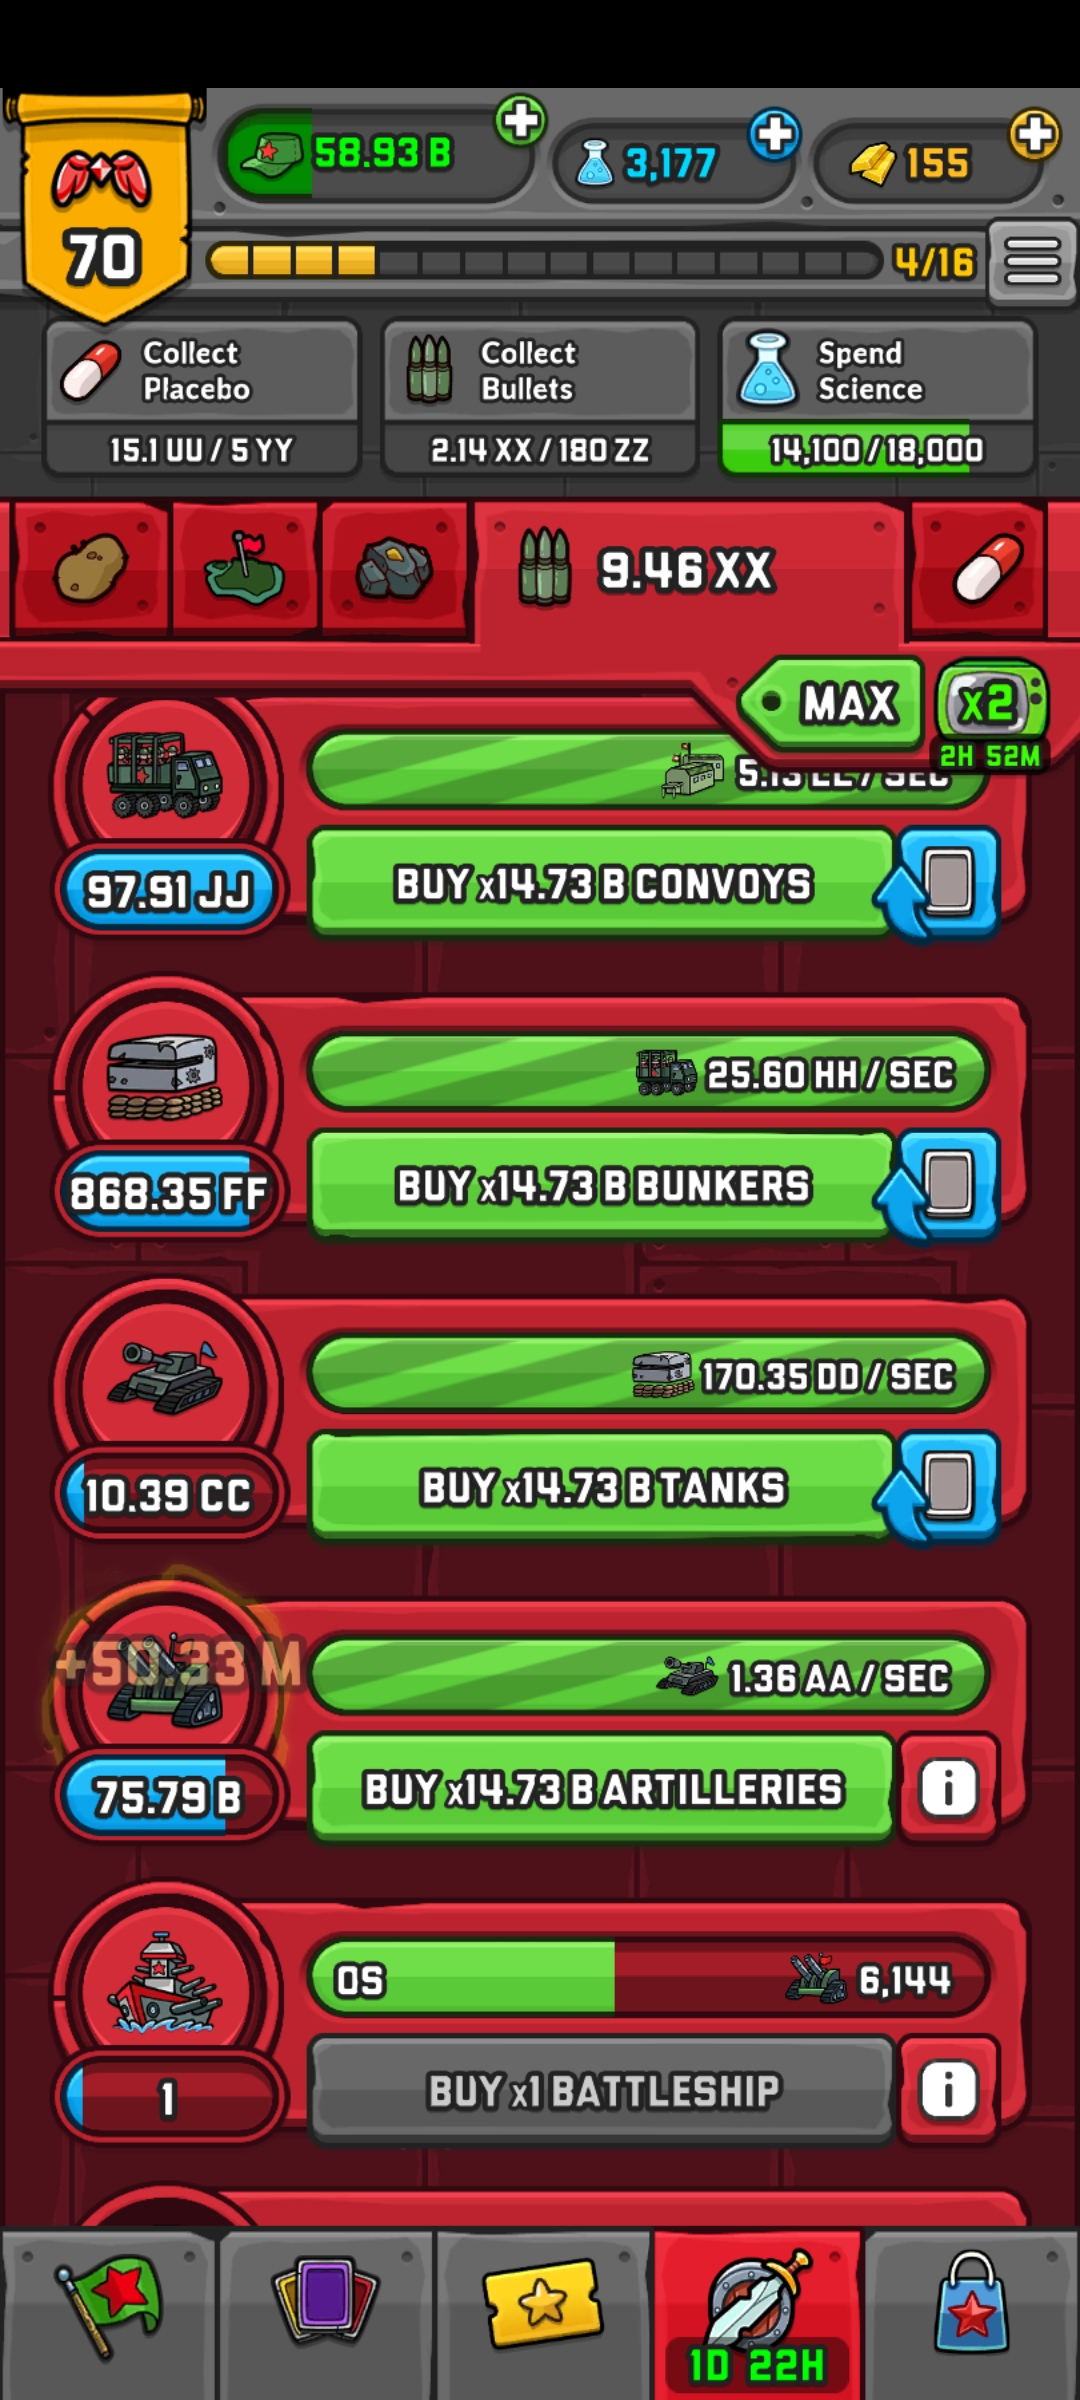 58.93 B
3,177
155
70
4/16
Collect
Placebo
15.1 UU / 5 YY
Collect
Bullets
2.14 XX / 180 ZZ
Spend
Science
14,100/18,000
9.46 XX
MAX
x2
2H 52M
/ SEC
97.91 JJ
BUY x14.73 B CONVOYS
25.60 HH / SEC
868.35 FF
BUY x14.73 B BUNKERS
170.35 DD / SEC
10.39 CC
BUY x14.73 B TANKS
+50.33 M
1.36 AA / SEC
75.79 B
BUY x14.73 B ARTILLERIES
i
0S
6,144
1
BUY x1 BATTLESHIP
i
1D 22H